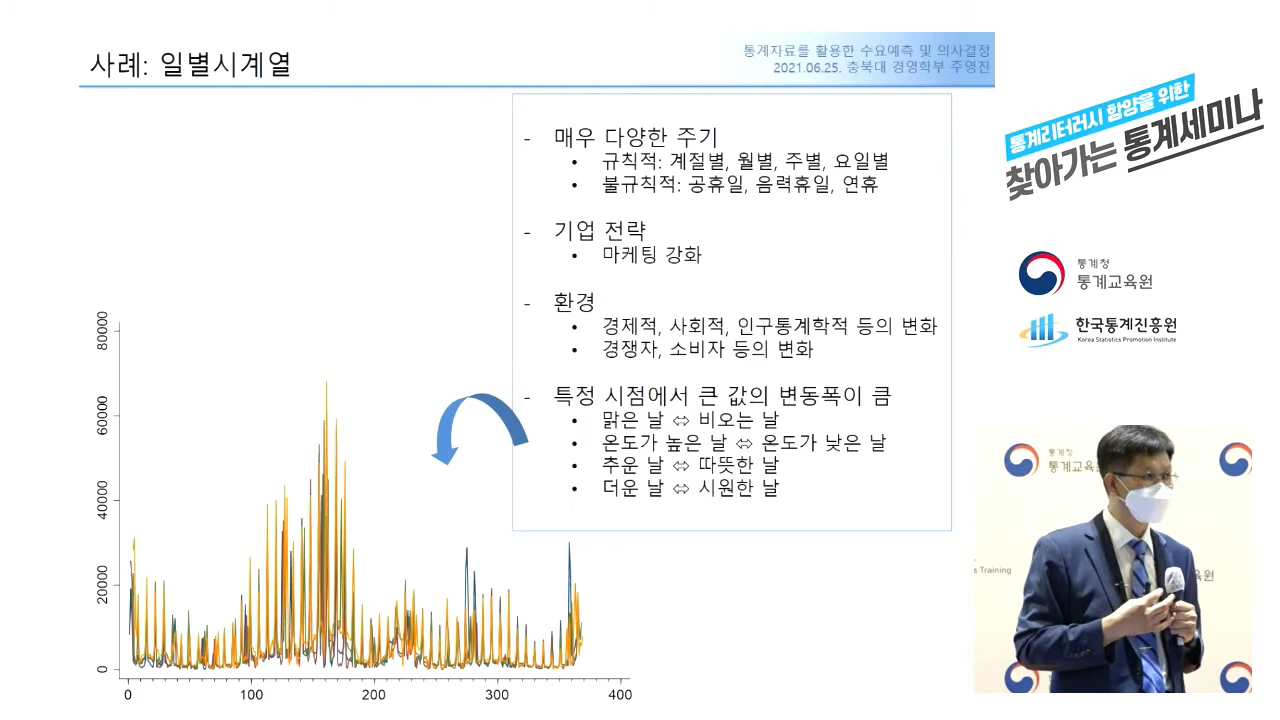 사례: 일별시계열
통계자료를 활용한 수요예측 및 의사결정
2021.06.25. 충북대 경영학부 주영진
- 매우 다양한 주기
• 규칙적: 계절별, 월별, 주별, 요일별
• 불규칙적: 공휴일, 음력휴일, 연휴
- 기업 전략
• 마케팅 강화
- 환경
• 경제적, 사회적, 인구통계학적 등의 변화
• 경쟁자, 소비자 등의 변화
- 특정 시점에서 큰 값의 변동폭이 큼
• 맑은 날 ⇔ 비오는 날
• 온도가 높은 날 ⇔ 온도가 낮은 날
• 추운 날 ⇔ 따뜻한 날
• 더운 날 ⇔ 시원한 날
80000
60000
40000
20000
0
0 100 200 300 400
통계리터러시 함양을 위한
찾아가는 통계세미나
통계청
통계교육원
한국통계진흥원
Korea Statistics Promotion Institute
통계청
통계교육
s Training
육원